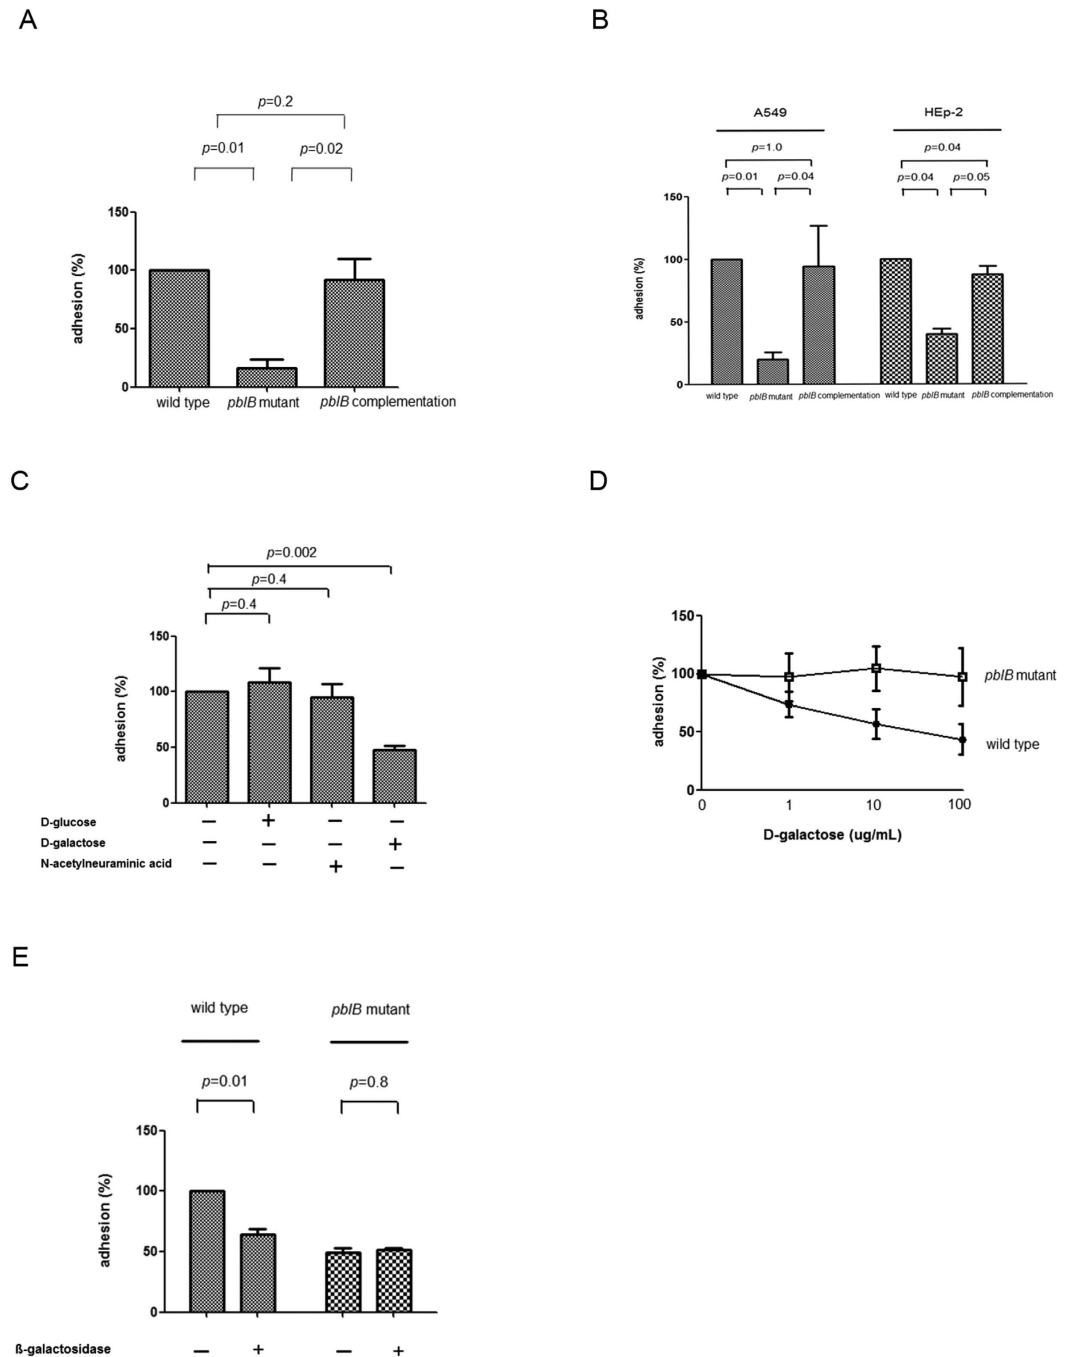 A
B
p=0.2
p=0.01
p=0.02
150
100
50
0
adhesion (%)
wild type
pblB mutant
pblB complementation
A549
HEp-2
p=1.0
p=0.04
p=0.01
p=0.04
p=0.04
p=0.05
150
100
50
0
adhesion (%)
wild type
pblB mutant
pblB complementation
wild type
pblB mutant
pblB complementation
C
D
p=0.002
p=0.4
p=0.4
150
100
50
0
adhesion (%)
D-glucose − + − −
D-galactose − − − +
N-acetylneuraminic acid − − + −
150
100
50
0
adhesion (%)
pblB mutant
wild type
0 1 10 100
D-galactose (ug/mL)
E
wild type
pblB mutant
p=0.01
p=0.8
150
100
50
0
adhesion (%)
ß-galactosidase − + − +